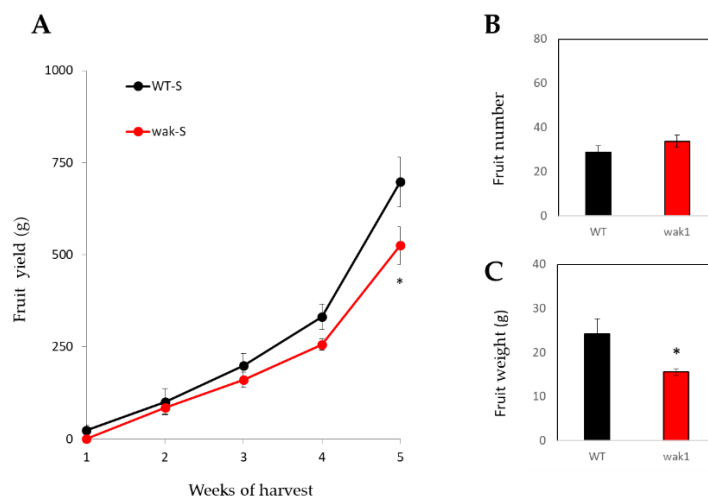 A
1000
750
500
250
0
Fruit yield (g)
WT-S
wak-S
*
1 2 3 4 5
Weeks of harvest
B
80
60
40
20
0
Fruit number
WT wak1
C
40
30
20
10
0
Fruit weight (g)
*
WT wak1